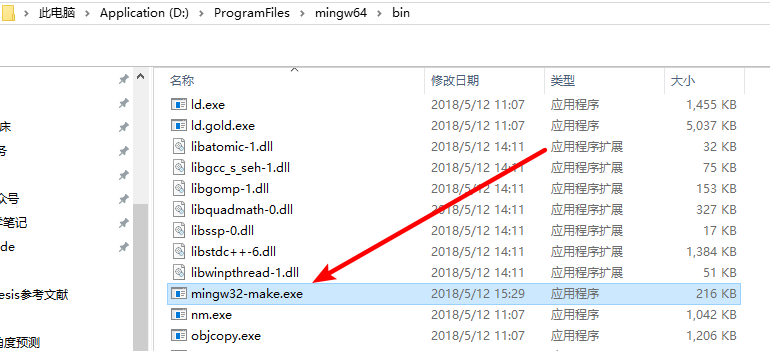 此电脑 > Application (D:) > ProgramFiles > mingw64 > bin
名称 修改日期 类型 大小
ld.exe 2018/5/12 11:07 应用程序 1,455 KB
ld.gold.exe 2018/5/12 11:07 应用程序 5,037 KB
libatomic-1.dll 2018/5/12 14:11 应用程序扩展 32 KB
libgcc_s_seh-1.dll 2018/5/12 14:11 应用程序扩展 75 KB
libgomp-1.dll 2018/5/12 14:11 应用程序扩展 153 KB
libquadmath-0.dll 2018/5/12 14:11 应用程序扩展 327 KB
libssp-0.dll 2018/5/12 14:11 应用程序扩展 17 KB
libstdc++-6.dll 2018/5/12 14:11 应用程序扩展 1,384 KB
libwinpthread-1.dll 2018/5/12 14:11 应用程序扩展 51 KB
mingw32-make.exe 2018/5/12 15:29 应用程序 216 KB
nm.exe 2018/5/12 11:07 应用程序 1,042 KB
objcopy.exe 2018/5/12 11:07 应用程序 1,206 KB
床
务
众号
学笔记
de
esis参考文献
角度预测